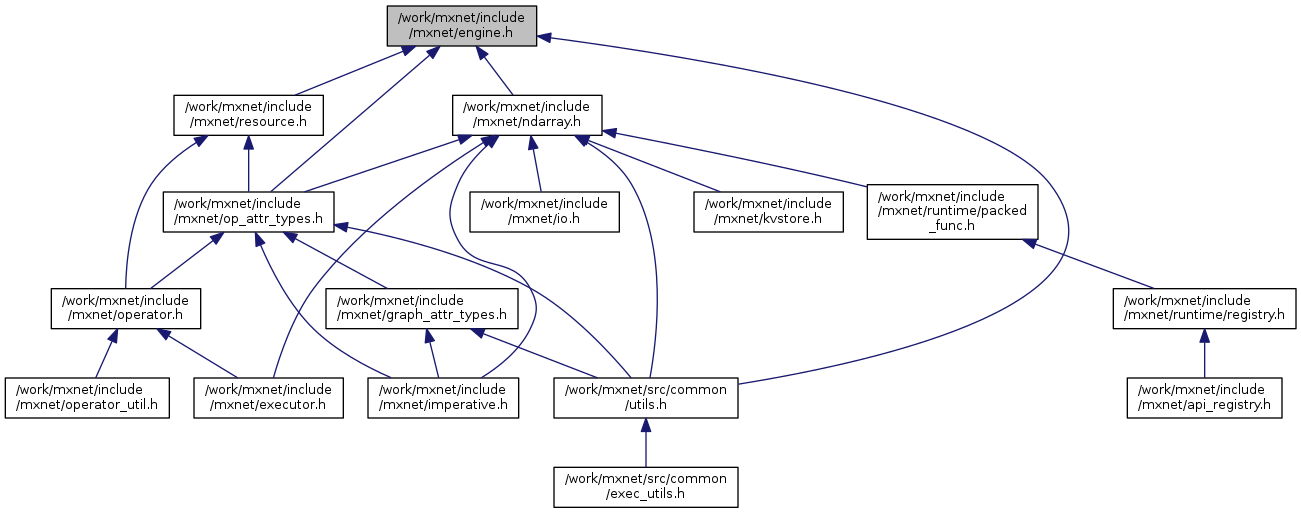 /work/mxnet/include
/mxnet/engine.h
/work/mxnet/include
/mxnet/resource.h
/work/mxnet/include
/mxnet/ndarray.h
/work/mxnet/include
/mxnet/op_attr_types.h
/work/mxnet/include
/mxnet/io.h
/work/mxnet/include
/mxnet/kvstore.h
/work/mxnet/include
/mxnet/runtime/packed
_func.h
/work/mxnet/include
/mxnet/operator.h
/work/mxnet/include
/mxnet/graph_attr_types.h
/work/mxnet/include
/mxnet/runtime/registry.h
/work/mxnet/include
/mxnet/operator_util.h
/work/mxnet/include
/mxnet/executor.h
/work/mxnet/include
/mxnet/imperative.h
/work/mxnet/src/common
/utils.h
/work/mxnet/include
/mxnet/api_registry.h
/work/mxnet/src/common
/exec_utils.h